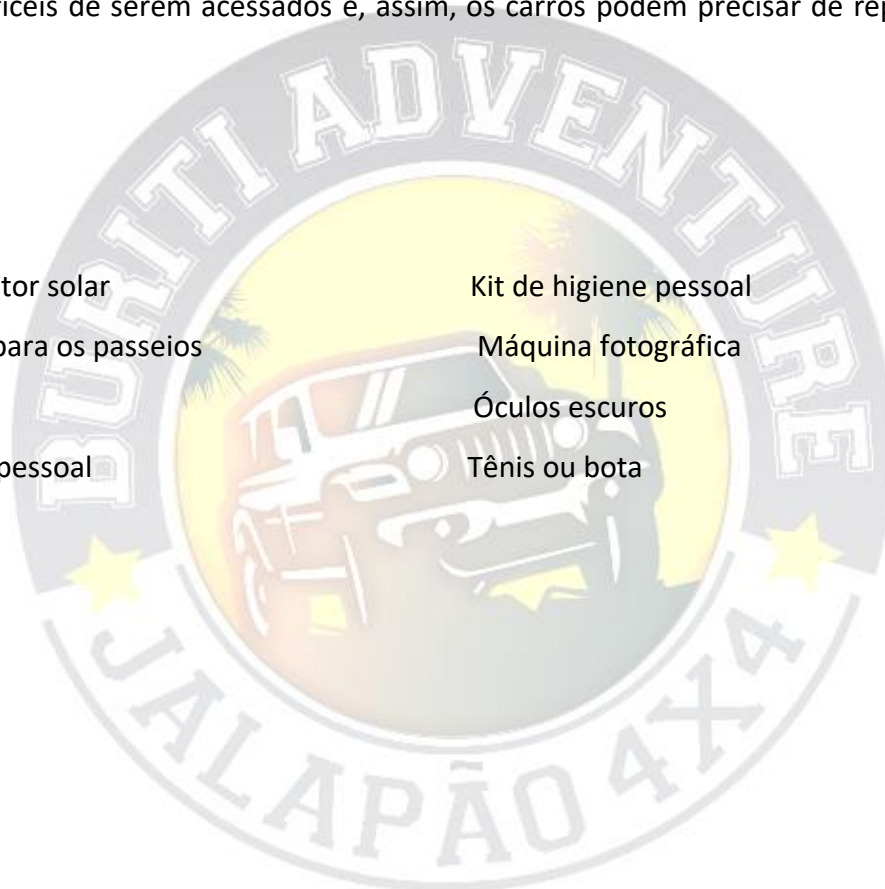 fíceis de serem acessados e, assim, os carros podem precisar de rep
BURITI ADVENTURE
tor solar Kit de higiene pessoal
para os passeios Máquina fotográfica
Óculos escuros
pessoal Tênis ou bota
JALAPÃO 4X4